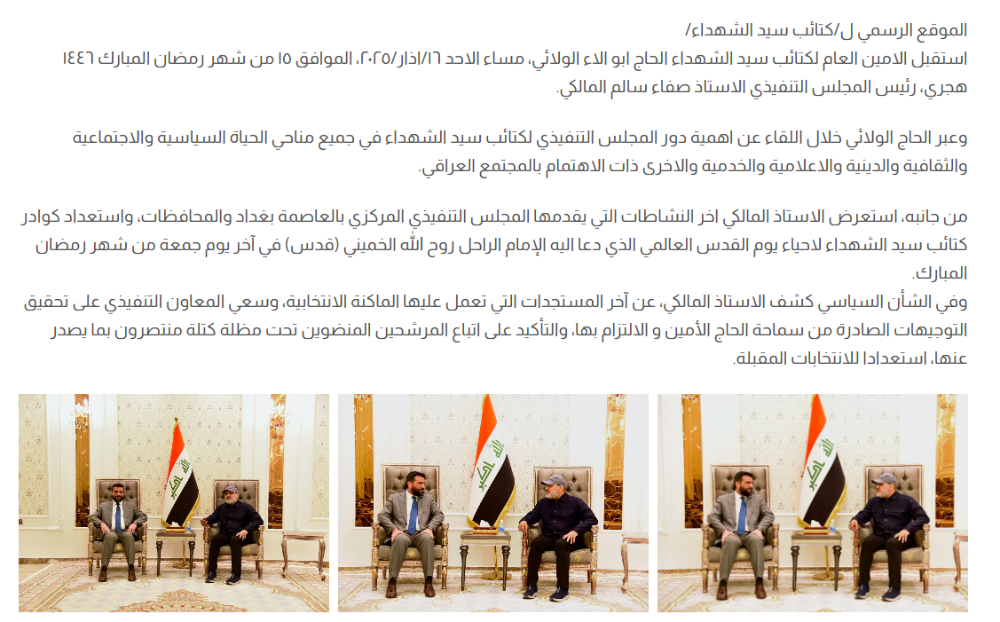 الموقع الرسمي ل/كتائب سيد الشهداء/
استقبل الامين العام لكتائب سيد الشهداء الحاج ابو الاء الولائي، مساء الاحد ١٦/اذار/٢٠٢٥، الموافق ١٥ من شهر رمضان المبارك ١٤٤٦
هجري، رئيس المجلس التنفيذي الاستاذ صفاء سالم المالكي.
وعبر الحاج الولائي خلال اللقاء عن اهمية دور المجلس التنفيذي لكتائب سيد الشهداء في جميع مناحي الحياة السياسية والاجتماعية
والثقافية والدينية والاعلامية والخدمية والاخرى ذات الاهتمام بالمجتمع العراقي.
من جانبه، استعرض الاستاذ المالكي اخر النشاطات التي يقدمها المجلس التنفيذي المركزي بالعاصمة بغداد والمحافظات، واستعداد كوادر
كتائب سيد الشهداء لاحياء يوم القدس العالمي الذي دعا اليه الإمام الراحل روح الله الخميني (قدس) في آخر يوم جمعة من شهر رمضان
المبارك.
وفي الشأن السياسي كشف الاستاذ المالكي، عن آخر المستجدات التي تعمل عليها الماكنة الانتخابية، وسعي المعاون التنفيذي على تحقيق
التوجيهات الصادرة من سماحة الحاج الأمين و الالتزام بها، والتأكيد على اتباع المرشحين المنضوين تحت مظلة كتلة منتصرون بما يصدر
عنها، استعدادا للانتخابات المقبلة.
الله اكبر
الله اكبر
الله اكبر